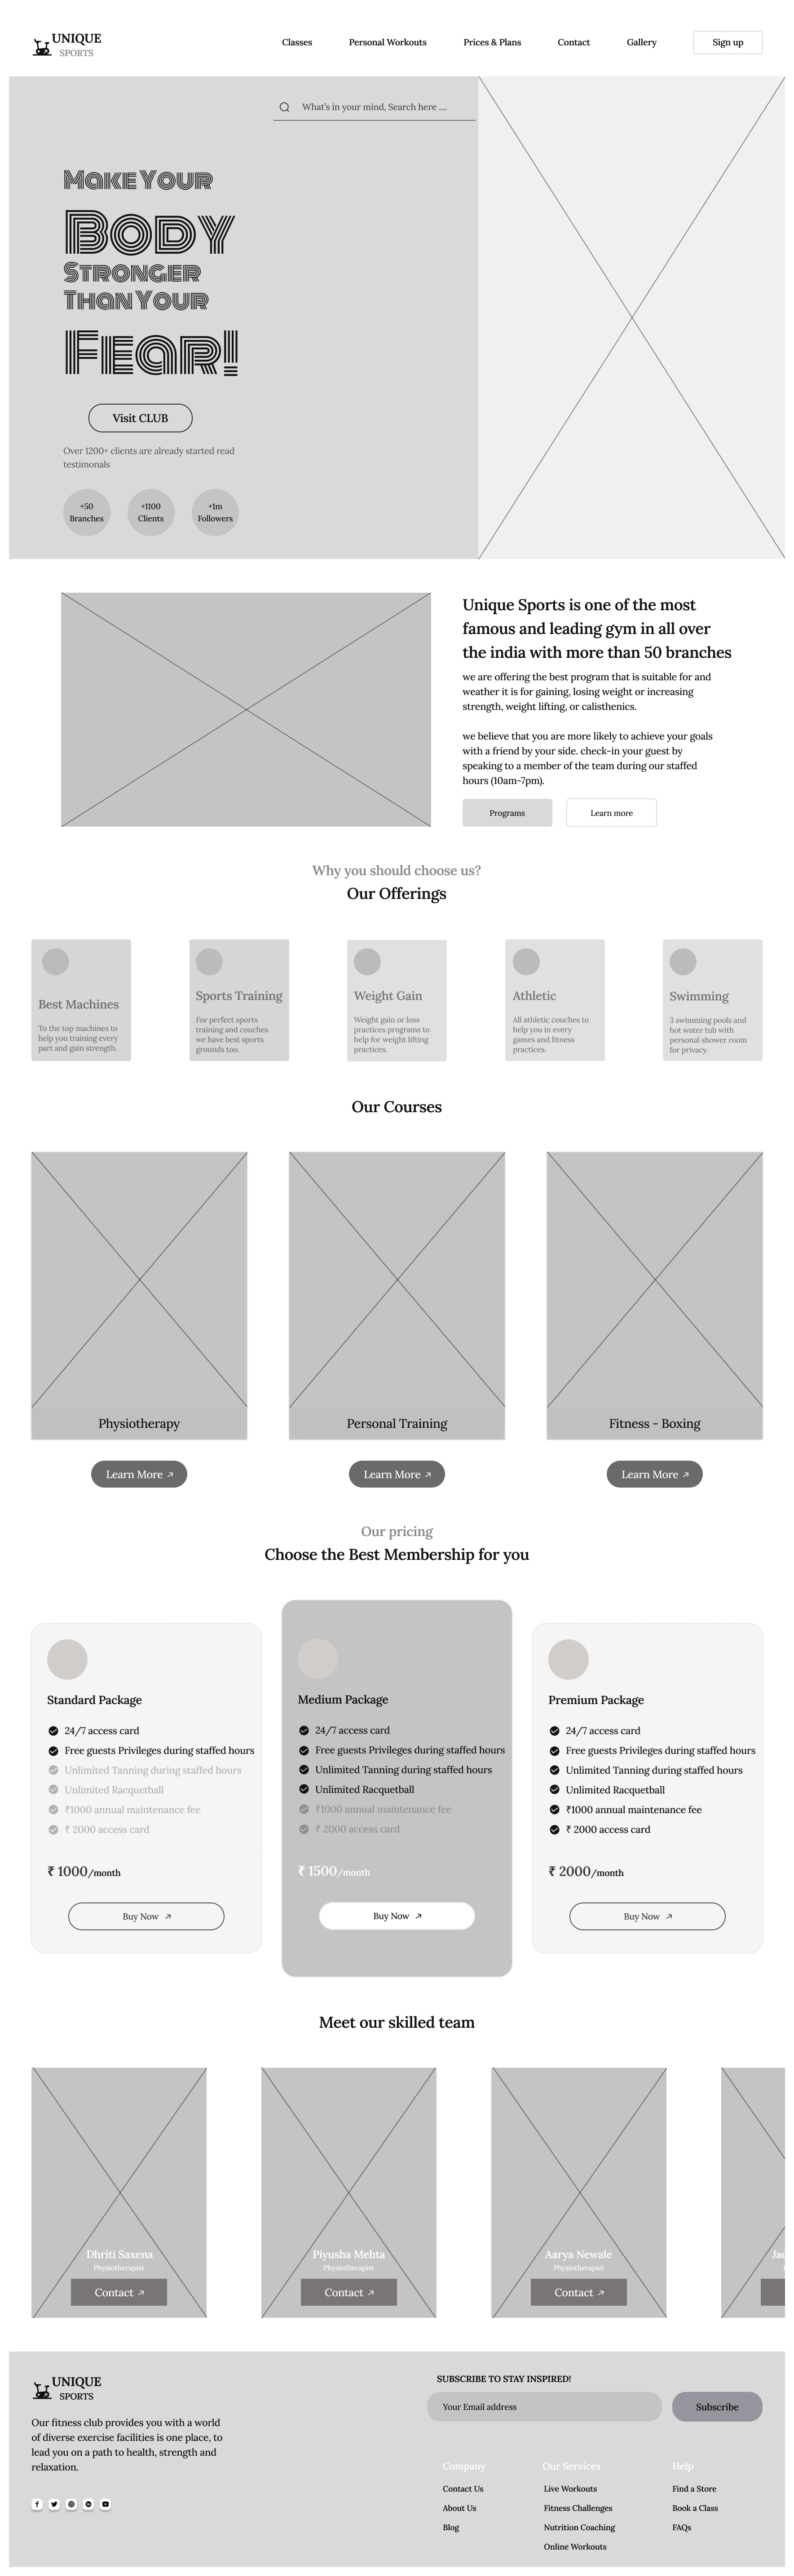 UNIQUE
SPORTS
Classes
Personal Workouts
Prices & Plans
Contact
Gallery
Sign up
What's in your mind, Search here ....
Make Your
Body
Stronger
Than Your
Fear!
Visit CLUB
Over 1200+ clients are already started read
testimonals
+50
Branches
+1100
Clients
+1m
Followers
Unique Sports is one of the most
famous and leading gym in all over
the india with more than 50 branches
we are offering the best program that is suitable for and
weather it is for gaining, losing weight or increasing
strength, weight lifting, or calisthenics.
we believe that you are more likely to achieve your goals
with a friend by your side. check-in your guest by
speaking to a member of the team during our staffed
hours (10am-7pm).
Programs
Learn more
Why you should choose us?
Our Offerings
Best Machines
To the top machines to
help you training every
part and gain strength.
Sports Training
For perfect sports
training and couches
we have best sports
grounds too.
Weight Gain
Weight gain or loss
practices programs to
help for weight lifting
practices.
Athletic
All athletic couches to
help you in every
games and fitness
practices.
Swimming
3 swimming pools and
hot water tub with
personal shower room
for privacy.
Our Courses
Physiotherapy
Personal Training
Fitness - Boxing
Learn More
Learn More
Learn More
Our pricing
Choose the Best Membership for you
Standard Package
24/7 access card
Free guests Privileges during staffed hours
Unlimited Tanning during staffed hours
Unlimited Racquetball
₹1000 annual maintenance fee
₹ 2000 access card
₹ 1000/month
Buy Now
Medium Package
24/7 access card
Free guests Privileges during staffed hours
Unlimited Tanning during staffed hours
Unlimited Racquetball
₹1000 annual maintenance fee
₹ 2000 access card
₹ 1500/month
Buy Now
Premium Package
24/7 access card
Free guests Privileges during staffed hours
Unlimited Tanning during staffed hours
Unlimited Racquetball
₹1000 annual maintenance fee
₹ 2000 access card
₹ 2000/month
Buy Now
Meet our skilled team
Dhriti Saxena
Physiotherapist
Contact
Piyusha Mehta
Physiotherapist
Contact
Aarya Newale
Physiotherapist
Contact
UNIQUE
SPORTS
Our fitness club provides you with a world
of diverse exercise facilities is one place, to
lead you on a path to health, strength and
relaxation.
SUBSCRIBE TO STAY INSPIRED!
Your Email address
Subscribe
Company
Contact Us
About Us
Blog
Our Services
Live Workouts
Fitness Challenges
Nutrition Coaching
Online Workouts
Help
Find a Store
Book a Class
FAQs